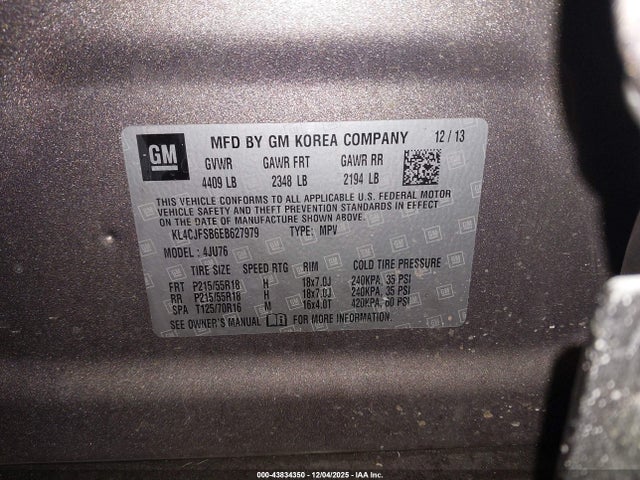 GM MFD BY GM KOREA COMPANY 12/13
GVWR GAWR FRT GAWR RR
4409 LB 2348 LB 2194 LB
THIS VEHICLE CONFORMS TO ALL APPLICABLE U.S. FEDERAL MOTOR
VEHICLE SAFETY, BUMPER, AND THEFT PREVENTION STANDARDS IN
EFFECT ON THE DATE OF MANUFACTURE SHOWN ABOVE.
KL4CJFSB6EB627979 TYPE: MPV
MODEL : 4JU76
TIRE SIZE SPEED RTG RIM COLD TIRE PRESSURE
FRT P215/55R18 H 18x7.0J 240KPA, 35 PSI
RR P215/55R18 H 18x7.0J 240KPA, 35 PSI
SPA T125/70R16 M 16x4.0T 420KPA, 60 PSI
SEE OWNER'S MANUAL FOR MORE INFORMATION.
000-43834350 - 12/04/2025 - IAA Inc.